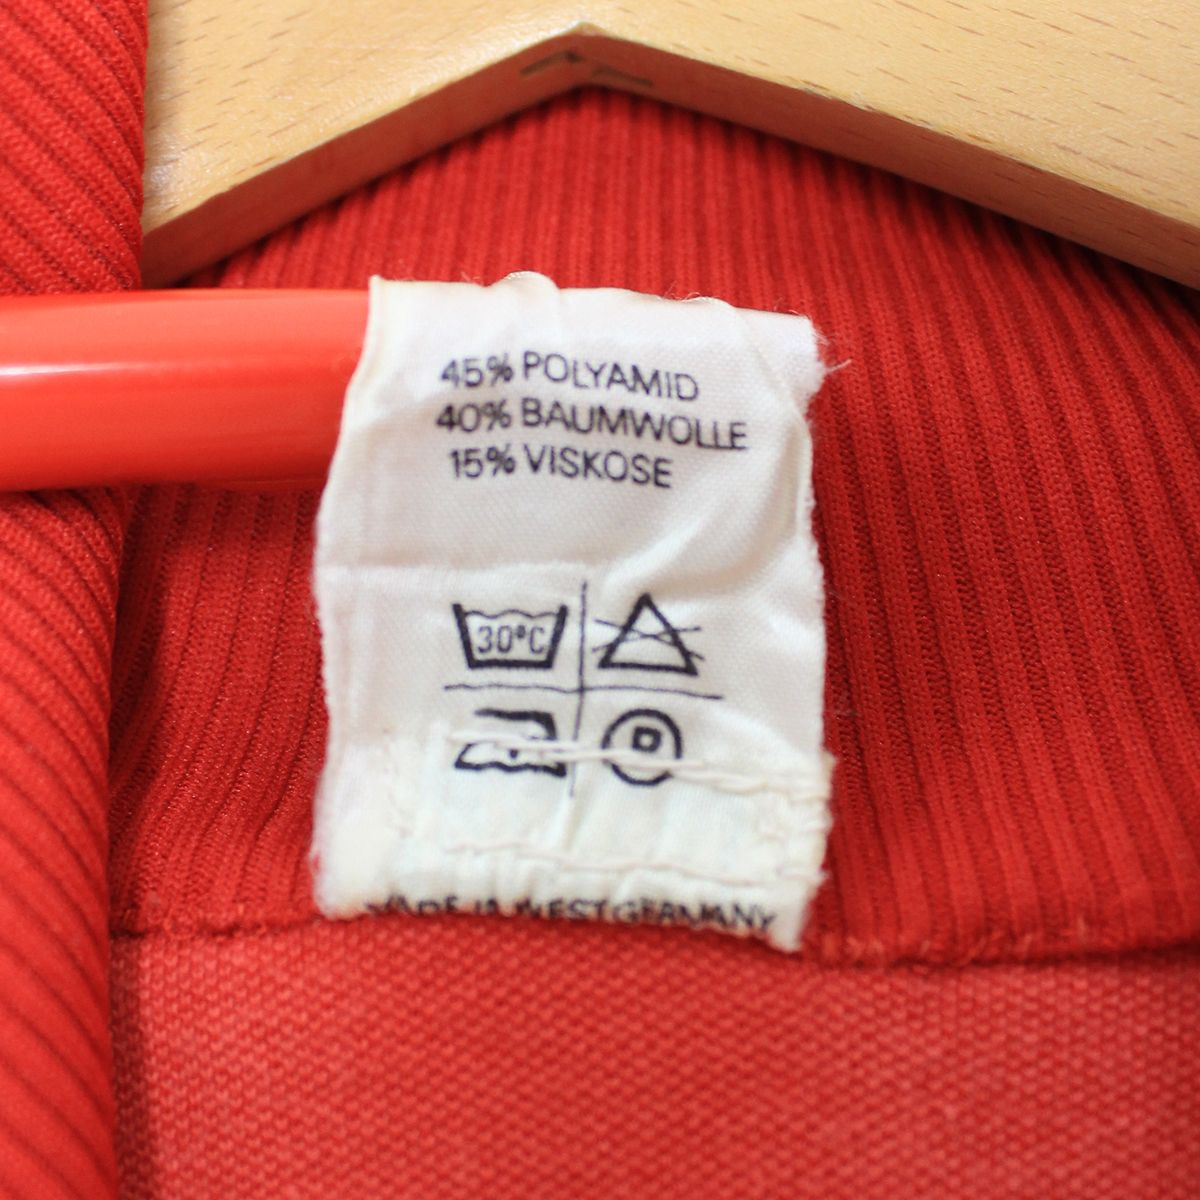 45% POLYAMID
40% BAUMWOLLE
15% VISKOSE
30°C
P
MADE IN WEST GERMANY